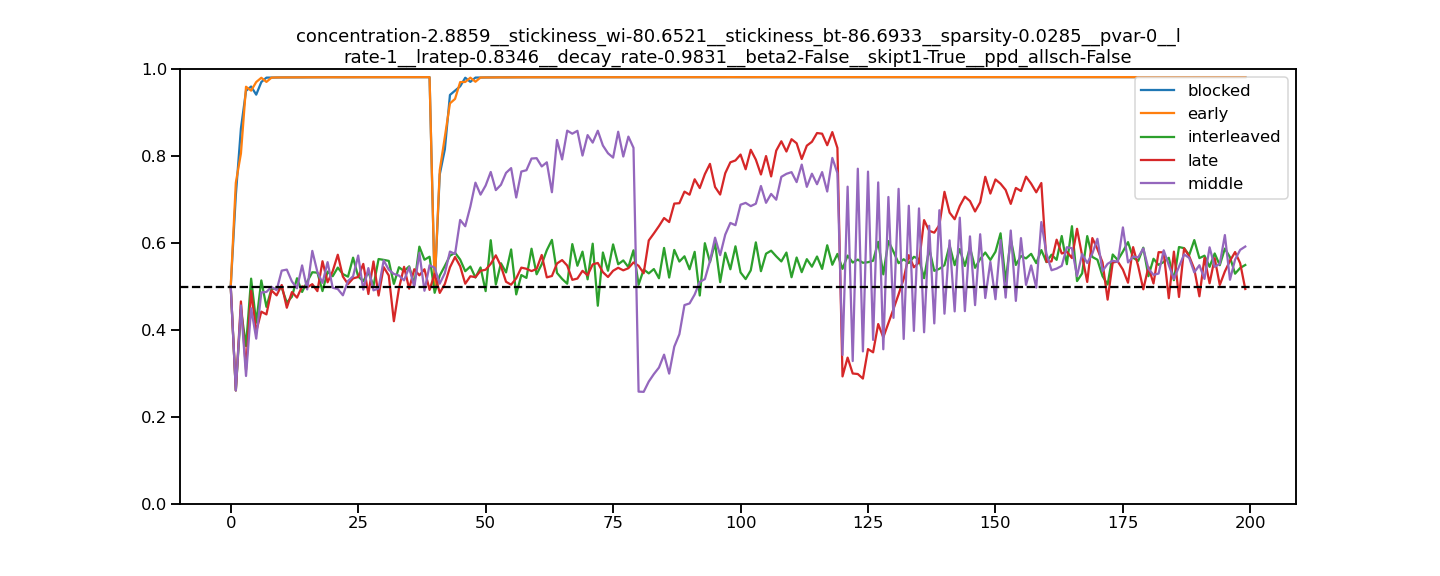 concentration-2.8859__stickiness_wi-80.6521__stickiness_bt-86.6933__sparsity-0.0285__pvar-0__l
rate-1__lratep-0.8346__decay_rate-0.9831__beta2-False__skipt1-True__ppd_allsch-False
1.0
0.8
0.6
0.4
0.2
0.0
0 25 50 75 100 125 150 175 200
blocked
early
interleaved
late
middle